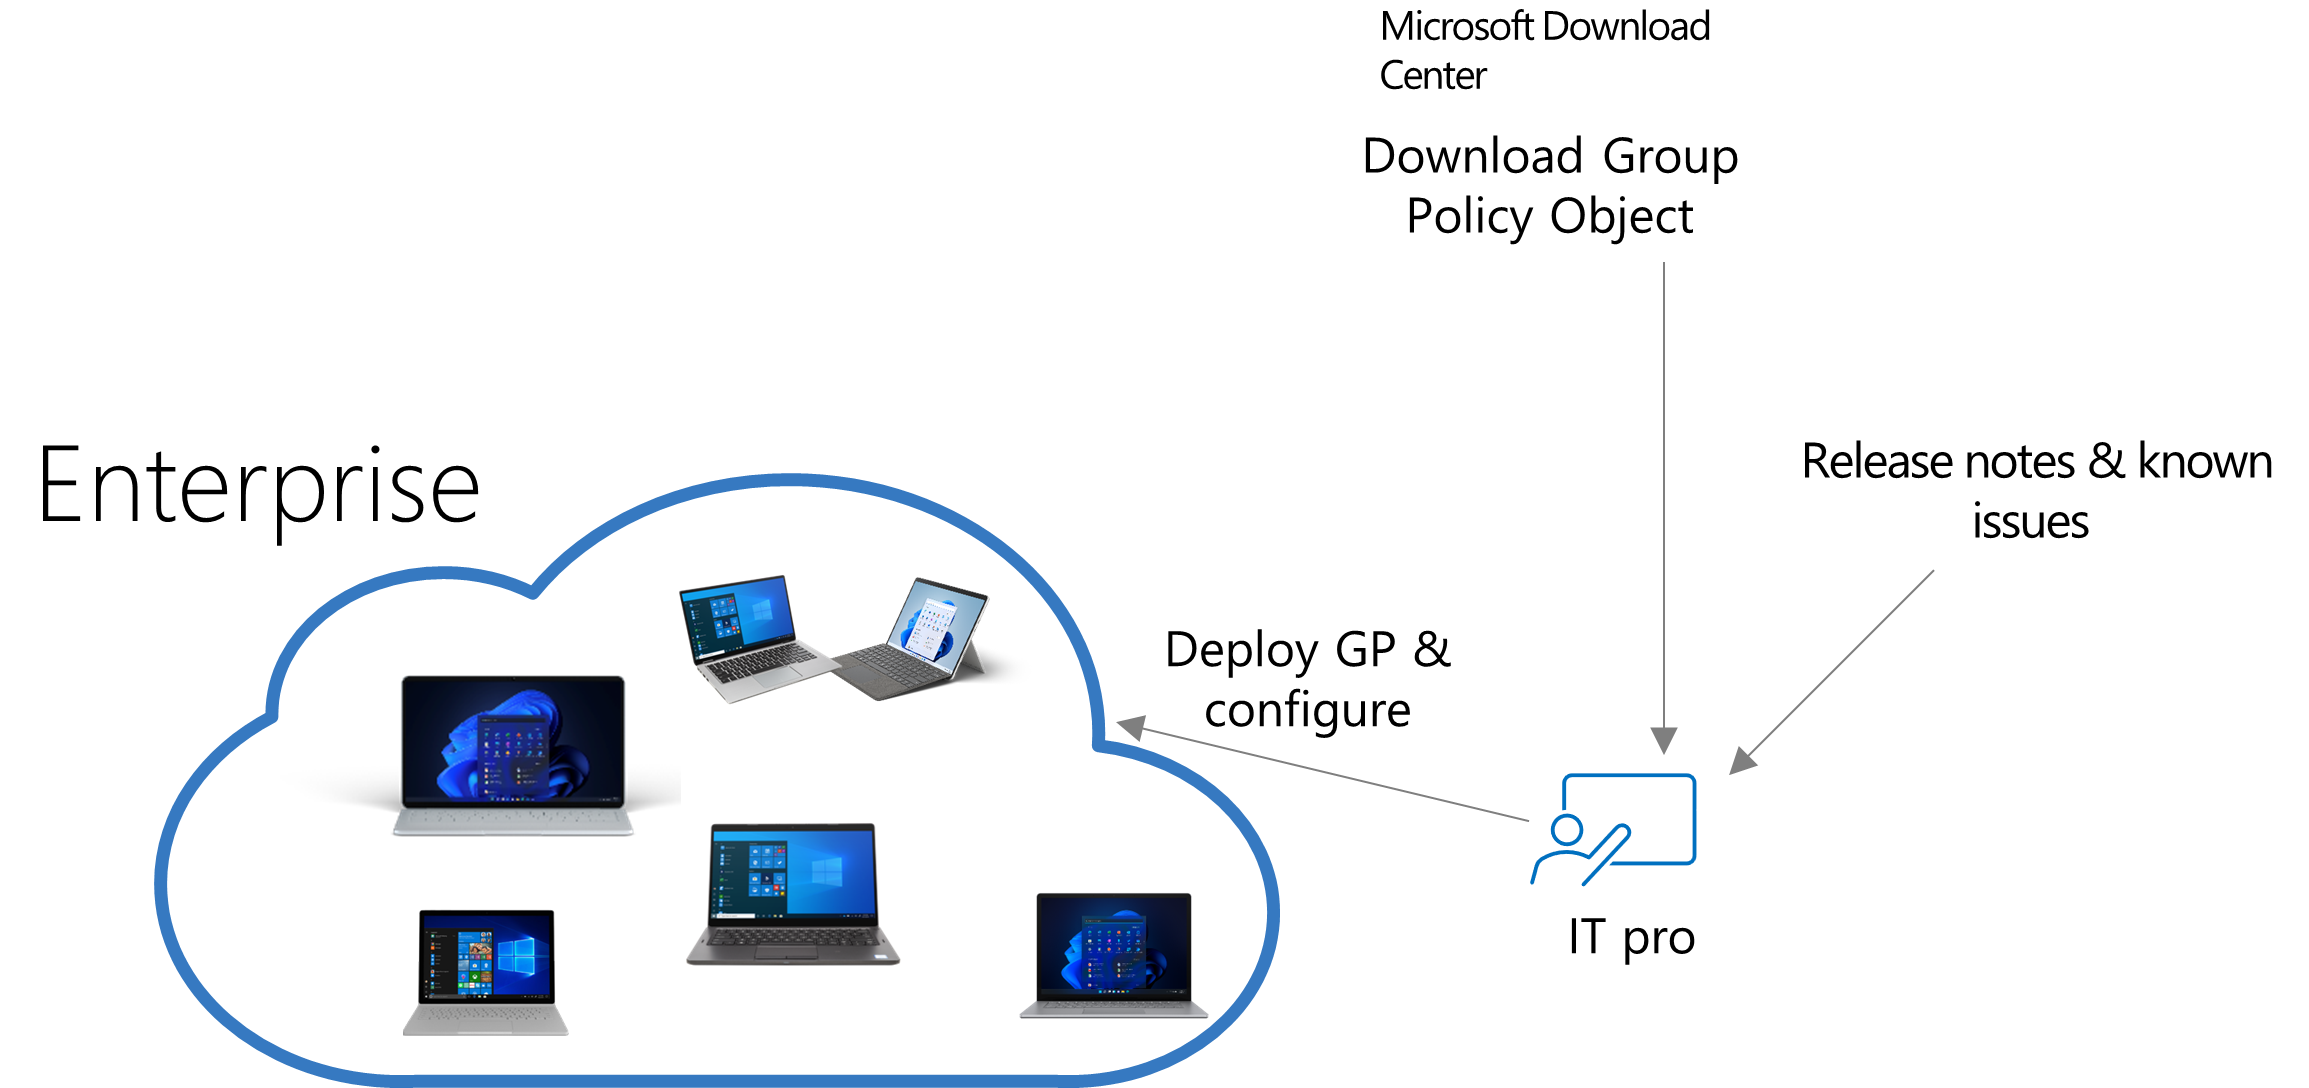 Microsoft Download
Center
Download Group
Policy Object
Enterprise
Release notes & known
issues
Deploy GP &
configure
IT pro